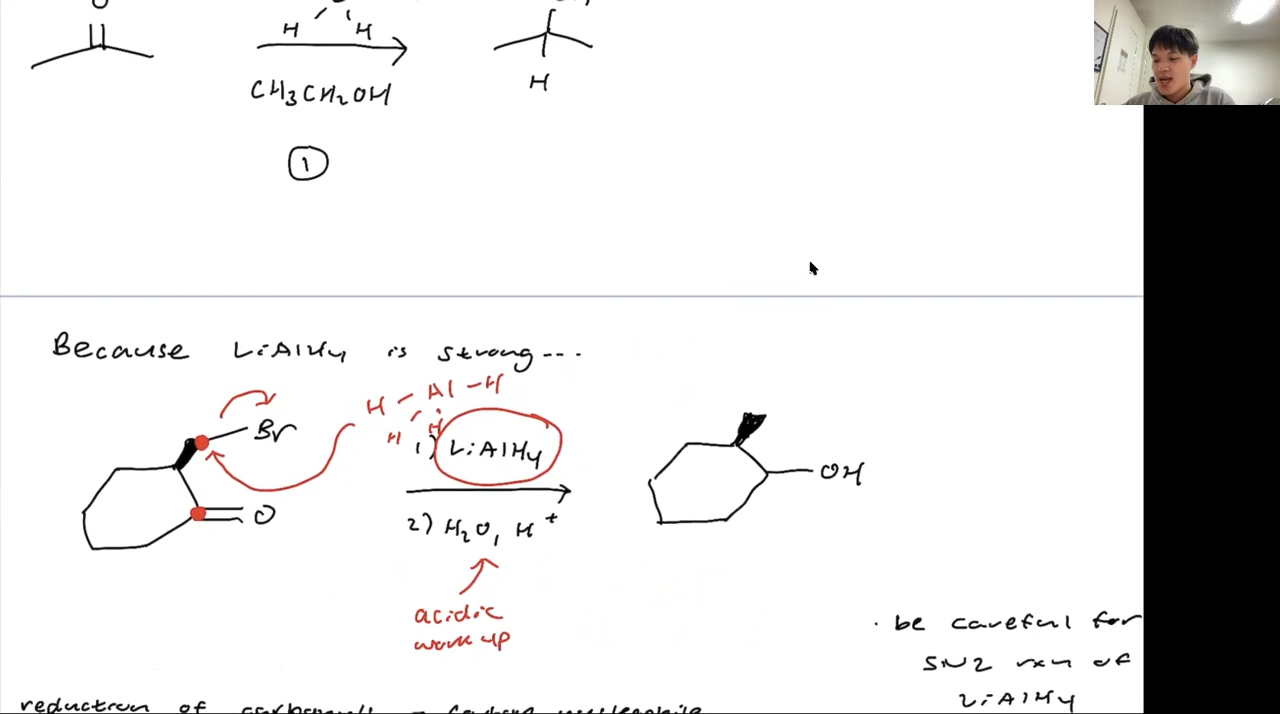 O
H H
CH3CH2OH
H
1
Because LiAlH4 is strong---
H - Al - H
H H
Br
1) LiAlH4
O
2) H2O, H+
OH
acidic
work up
· be careful for
SN2 rxn of
LiAlH4
reduction of